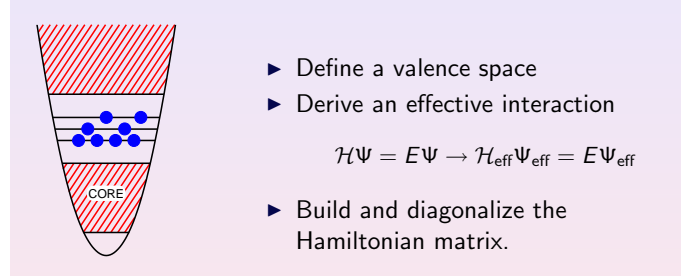 CORE
► Define a valence space
► Derive an effective interaction
ℋΨ = EΨ → ℋeffΨeff = EΨeff
► Build and diagonalize the
Hamiltonian matrix.